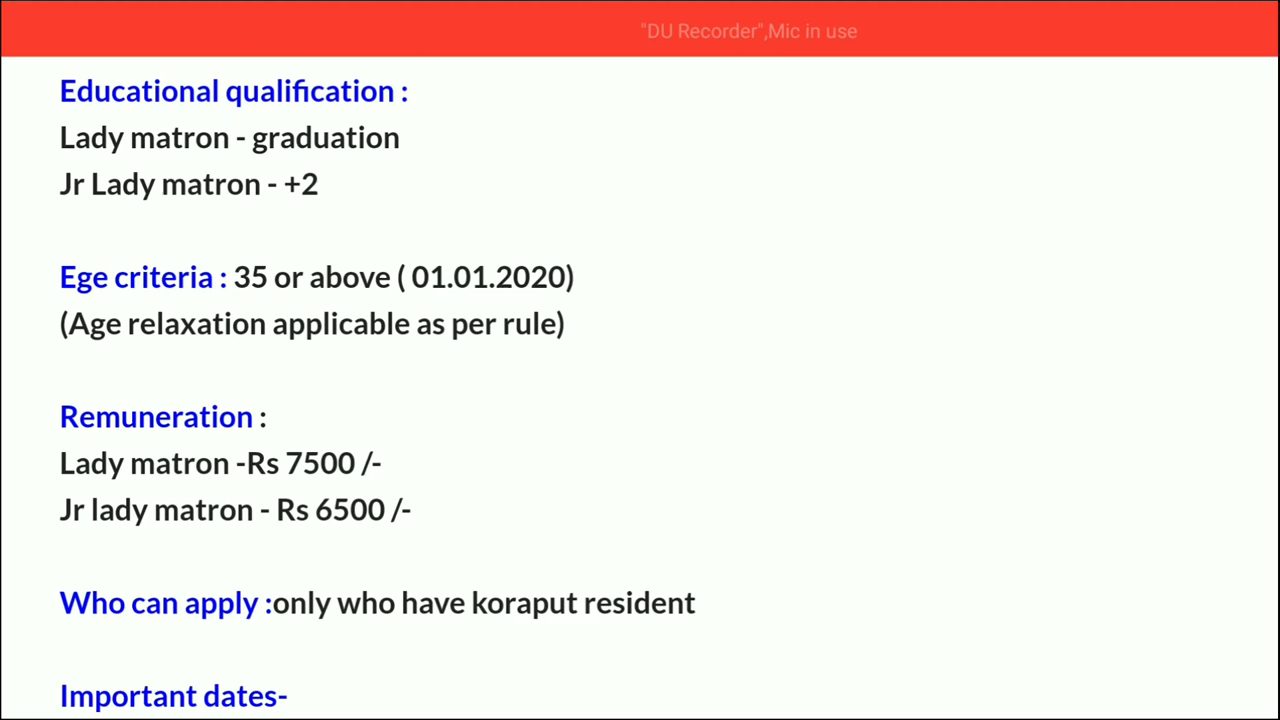 "DU Recorder",Mic in use
Educational qualification :
Lady matron - graduation
Jr Lady matron - +2
Ege criteria : 35 or above ( 01.01.2020)
(Age relaxation applicable as per rule)
Remuneration :
Lady matron -Rs 7500 /-
Jr lady matron - Rs 6500 /-
Who can apply :only who have koraput resident
Important dates-